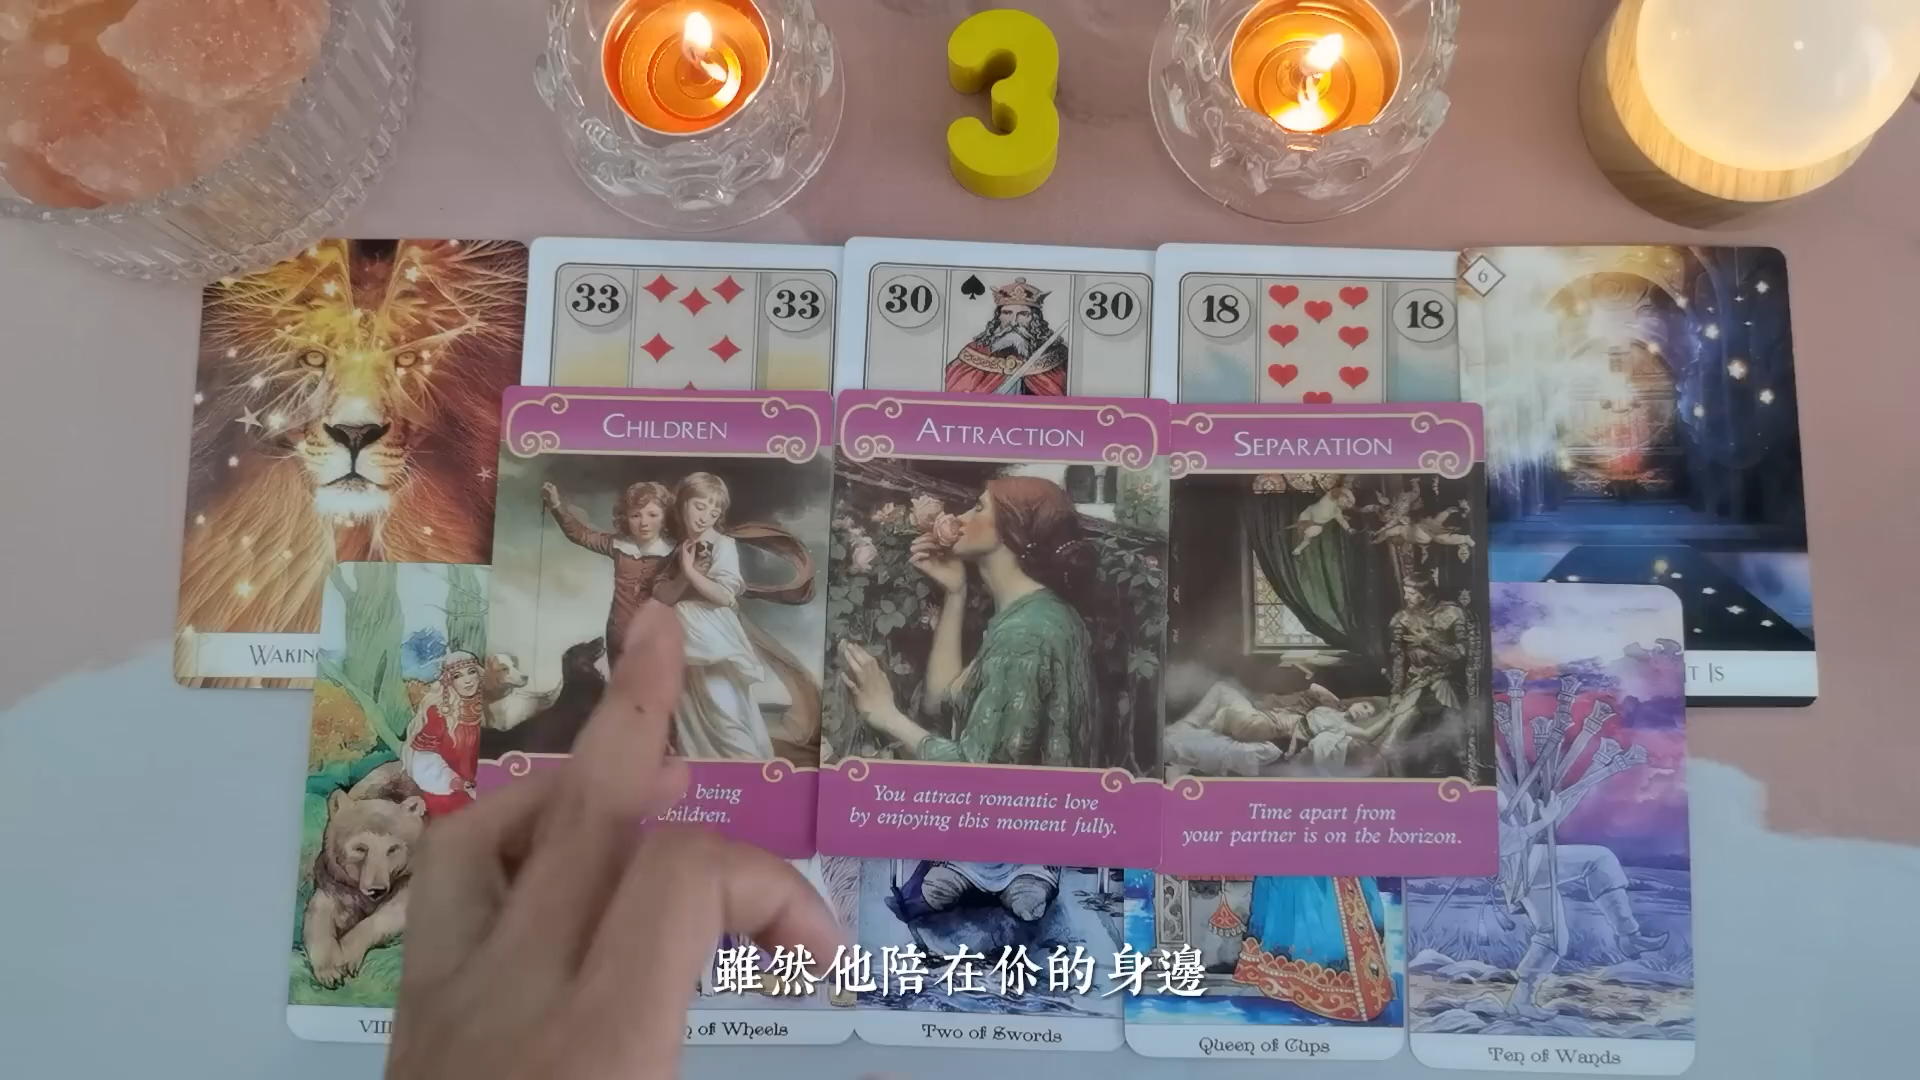 3
6
33 33
30 30
18 18
CHILDREN
ATTRACTION
SEPARATION
WAKIN
T IS
being
children.
You attract romantic love
by enjoying this moment fully.
Time apart from
your partner is on the horizon.
雖然他陪在你的身邊
VIII
of Wheels
Two of Swords
Queen of Cups
Ten of Wands